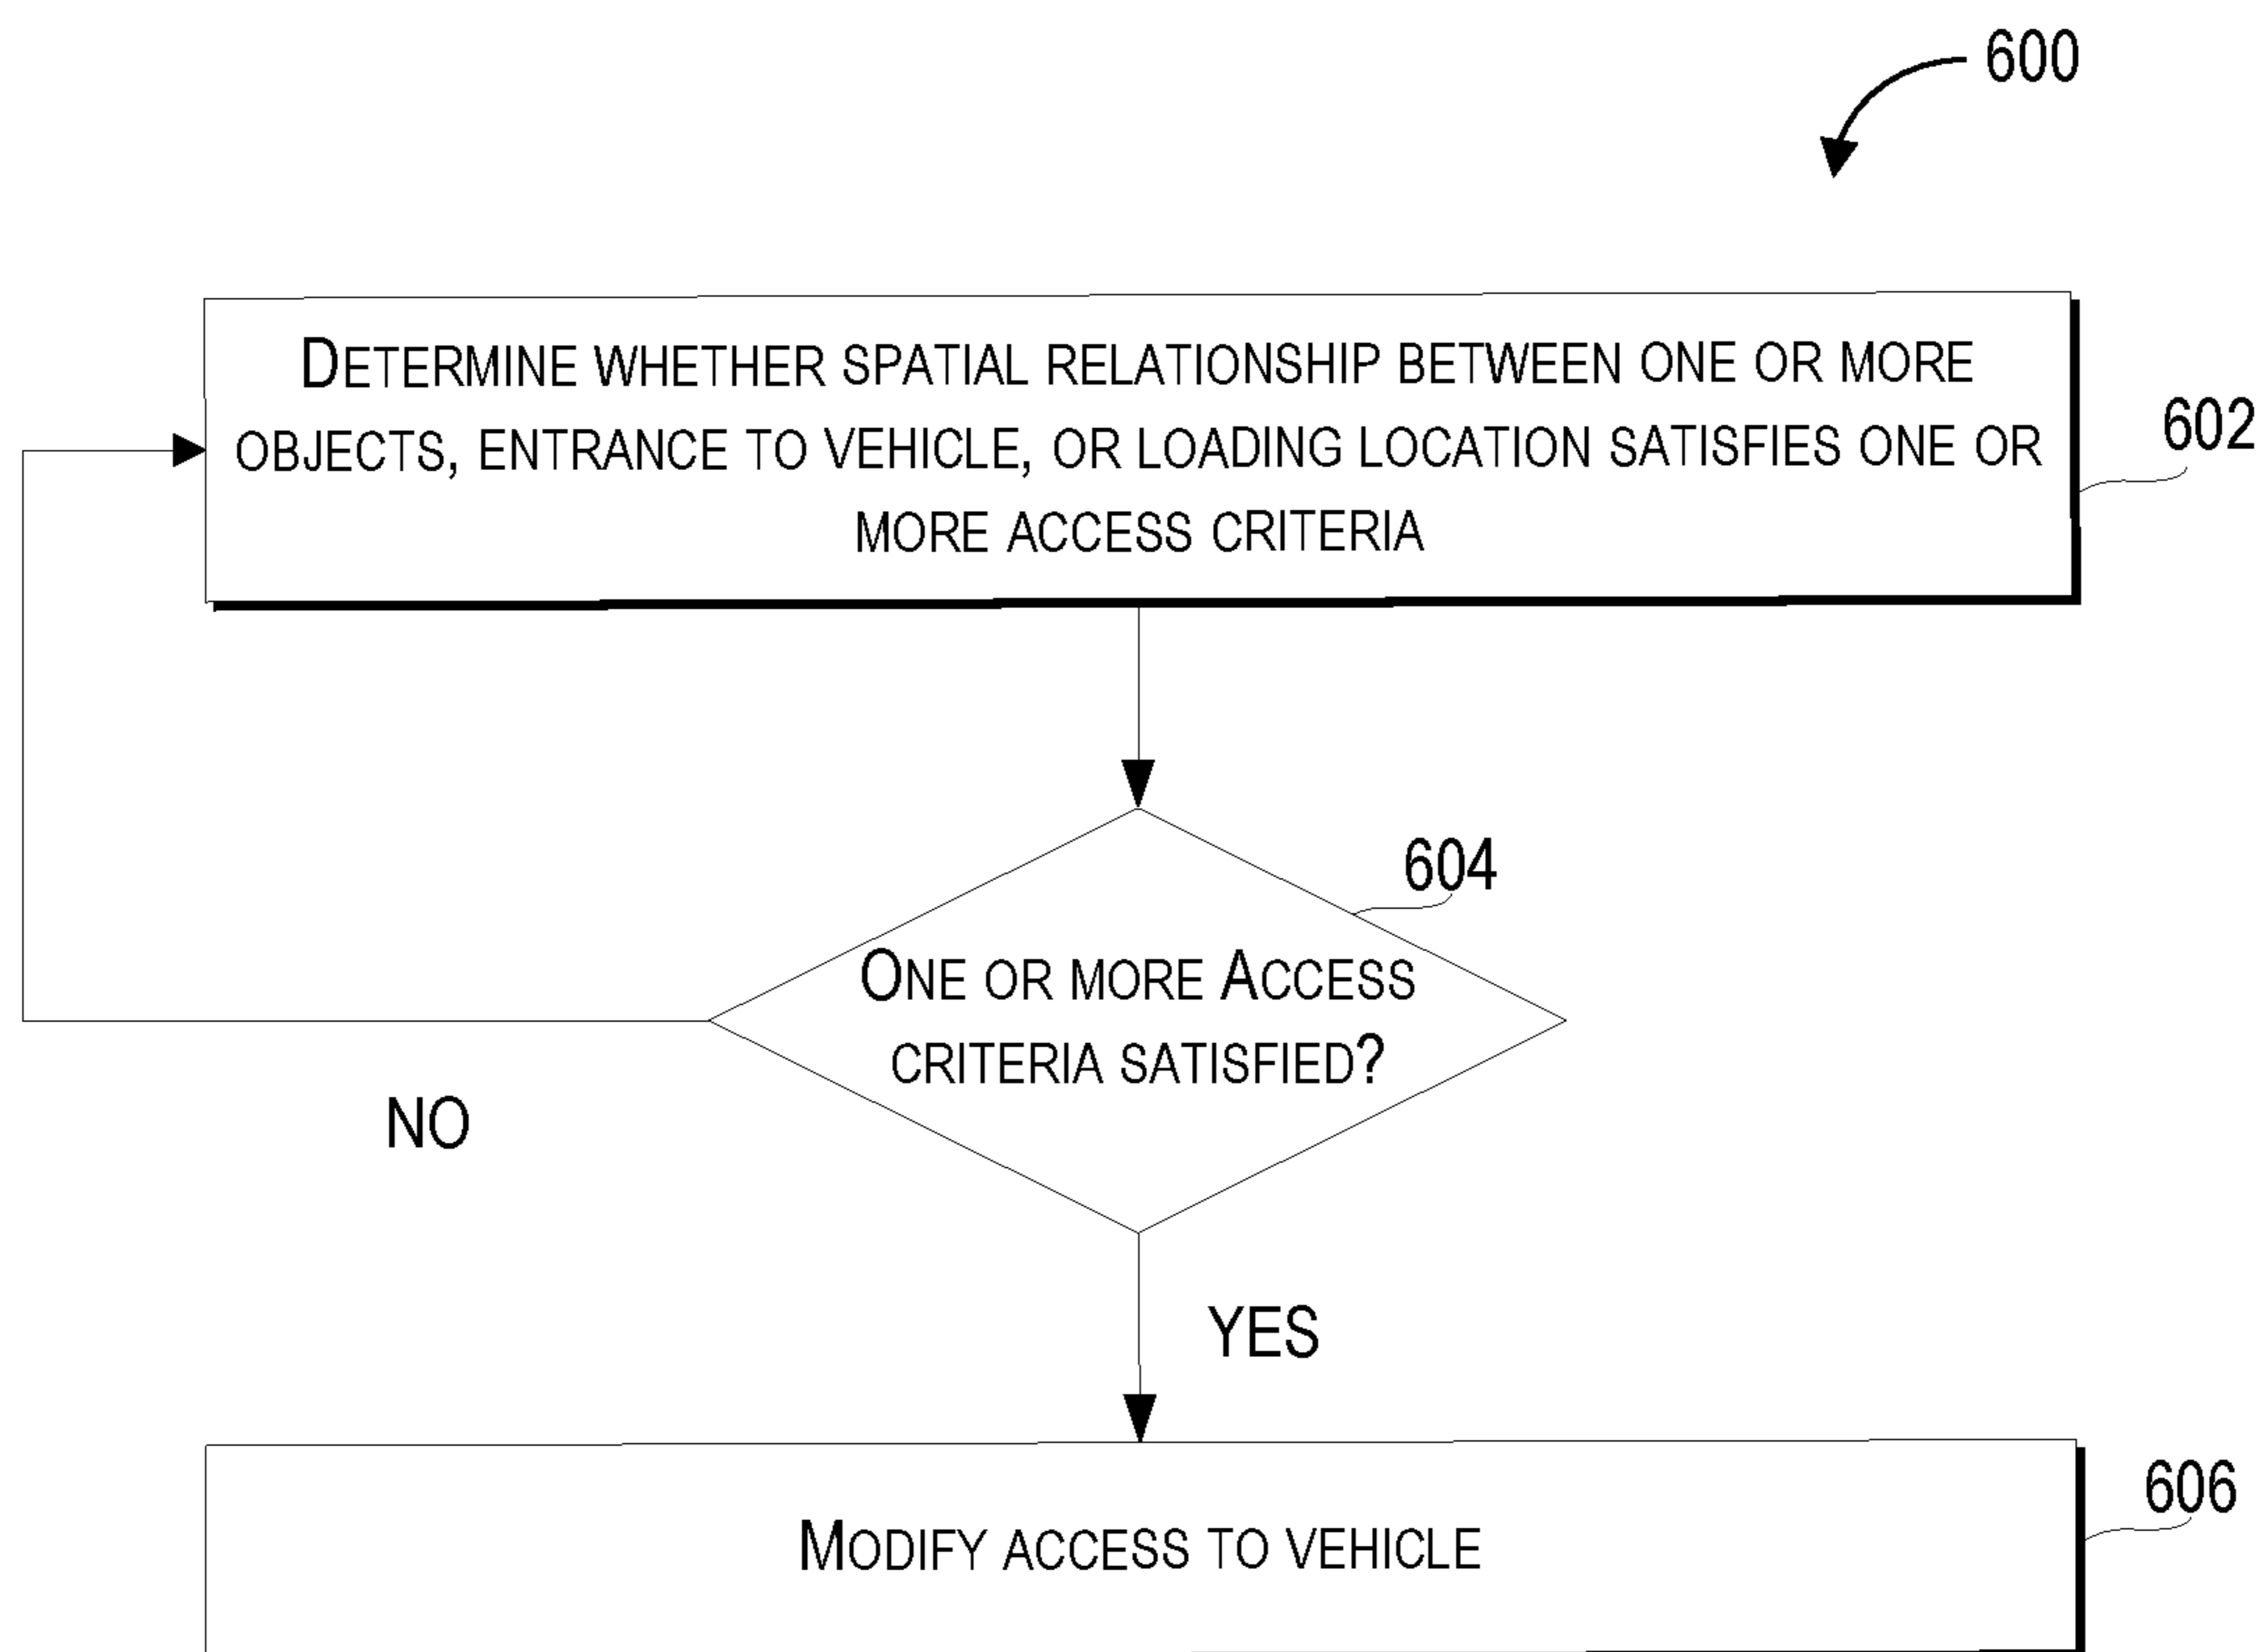 600
DETERMINE WHETHER SPATIAL RELATIONSHIP BETWEEN ONE OR MORE
OBJECTS, ENTRANCE TO VEHICLE, OR LOADING LOCATION SATISFIES ONE OR
MORE ACCESS CRITERIA
602
604
ONE OR MORE ACCESS
CRITERIA SATISFIED?
NO
YES
606
MODIFY ACCESS TO VEHICLE